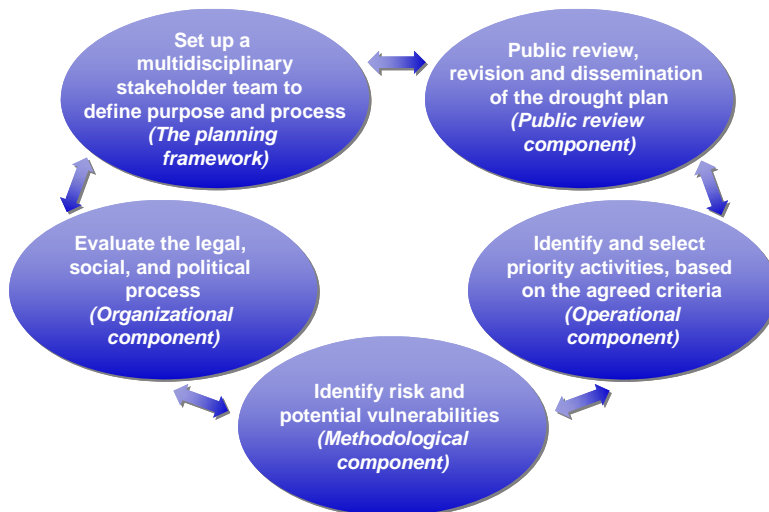 Set up a
multidisciplinary
stakeholder team to
define purpose and process
(The planning
framework)
Public review,
revision and dissemination
of the drought plan
(Public review
component)
Evaluate the legal,
social, and political
process
(Organizational
component)
Identify and select
priority activities, based
on the agreed criteria
(Operational
component)
Identify risk and
potential vulnerabilities
(Methodological
component)